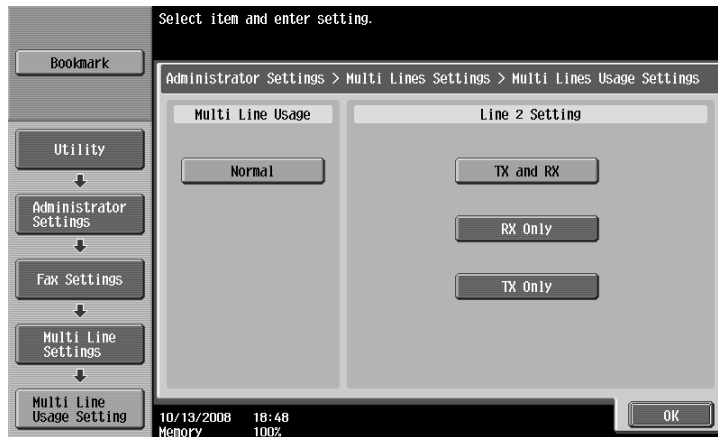 Select item and enter setting.
Bookmark
Administrator Settings > Multi Lines Settings > Multi Lines Usage Settings
Multi Line Usage
Line 2 Setting
Utility
Normal
TX and RX
Administrator
Settings
RX Only
Fax Settings
TX Only
Multi Line
Settings
Multi Line
Usage Setting
10/13/2008 18:48
Memory 100%
OK